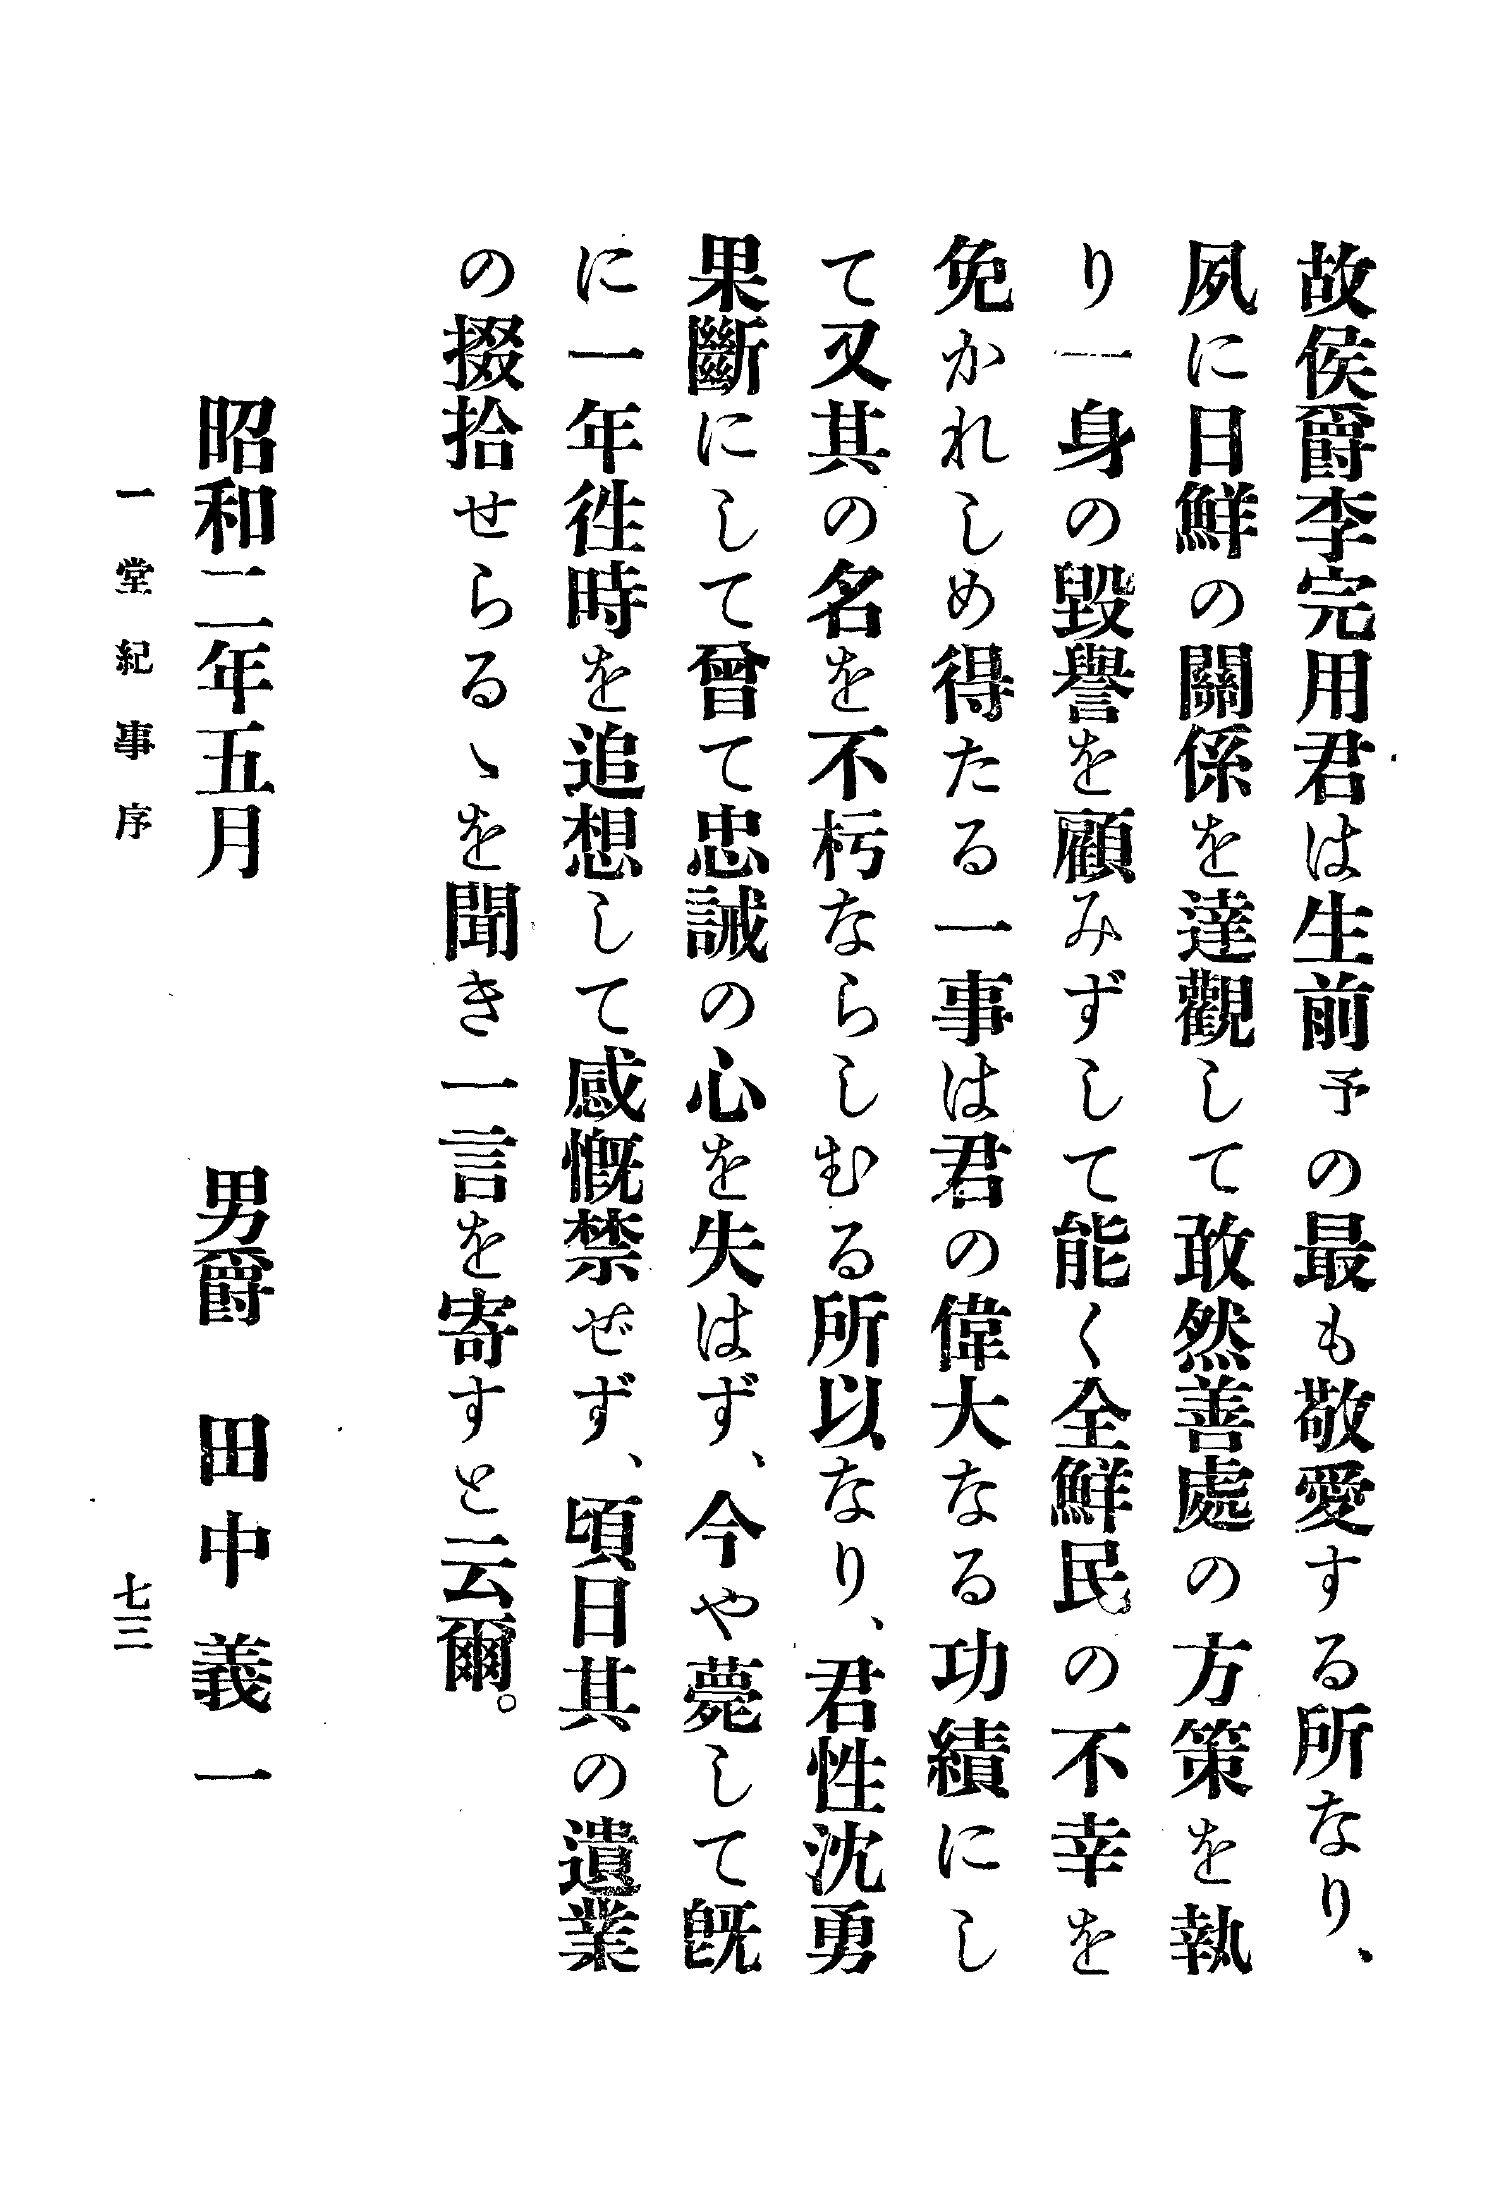 故侯爵李完用君は生前予の最も敬愛する所なり、
夙に日鮮の關係を達觀して敢然善處の方策を執
り一身の毀譽を顧みずして能く全鮮民の不幸を
免かれしめ得たる一事は君の偉大なる功績にし
て又其の名を不朽ならしむる所以なり、君性沈勇
果斷にして曾て忠誠の心を失はず、今や薨して旣
に一年徃時を追想して感慨禁ぜず、頃日其の遺業
の掇拾せらるゝを聞き一言を寄すと云爾。
昭和二年五月　男爵　田中義一
一堂紀事序　七三